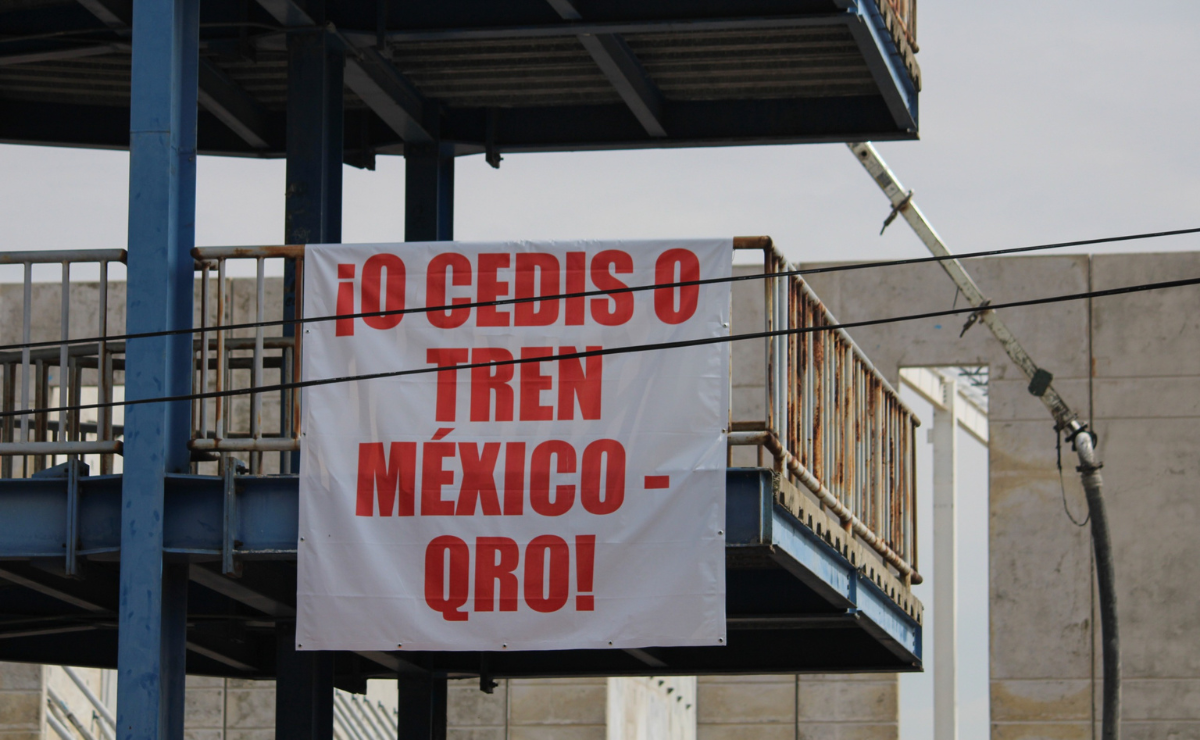 ¡O CEDIS O
TREN
MÉXICO -
QRO!